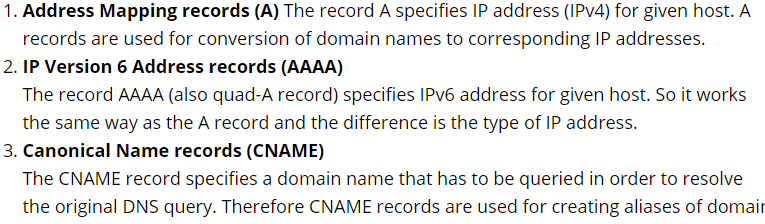 1. Address Mapping records (A) The record A specifies IP address (IPv4) for given host. A
records are used for conversion of domain names to corresponding IP addresses.
2. IP Version 6 Address records (AAAA)
The record AAAA (also quad-A record) specifies IPv6 address for given host. So it works
the same way as the A record and the difference is the type of IP address.
3. Canonical Name records (CNAME)
The CNAME record specifies a domain name that has to be queried in order to resolve
the original DNS query. Therefore CNAME records are used for creating aliases of domai